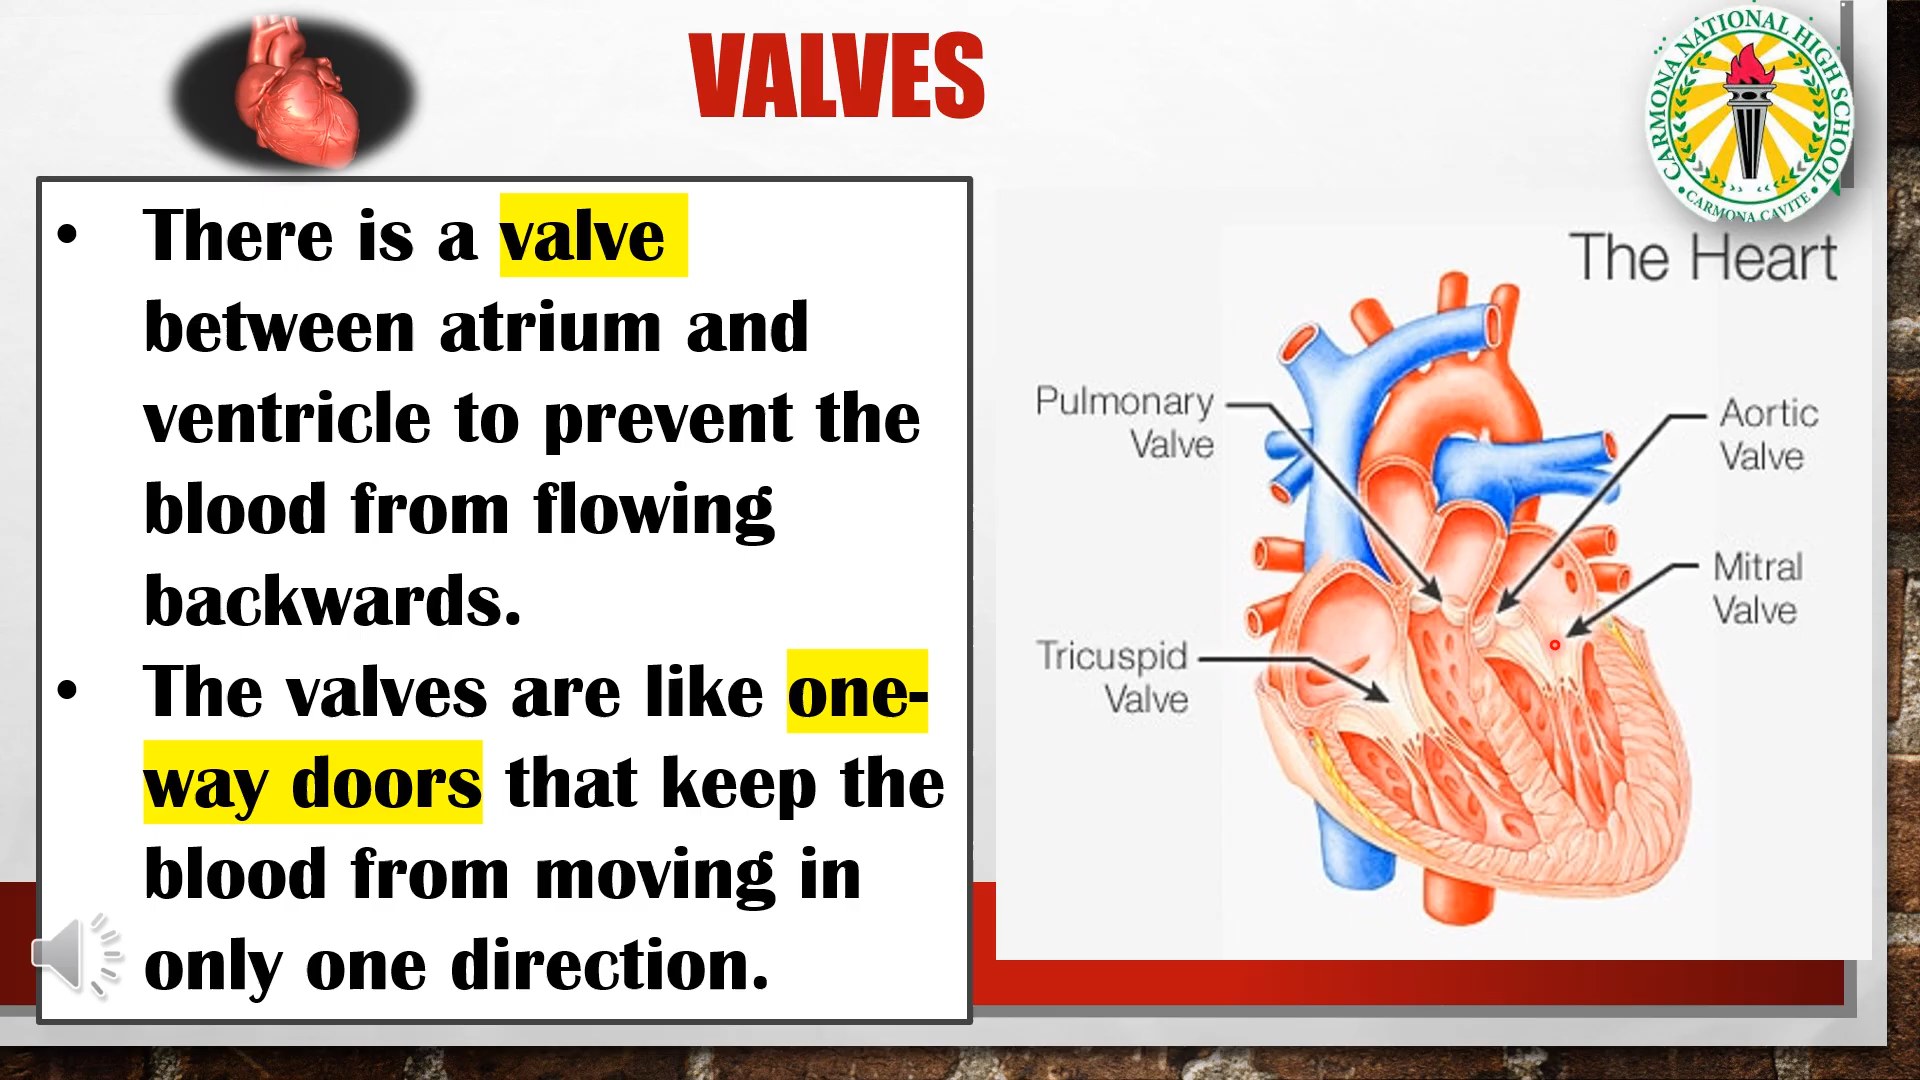 VALVES
CARMONA NATIONAL HIGH SCHOOL
• CARMONA, CAVITE •
• There is a valve
between atrium and
ventricle to prevent the
blood from flowing
backwards.
• The valves are like one-
way doors that keep the
blood from moving in
only one direction.
The Heart
Pulmonary
Valve
Aortic
Valve
Mitral
Valve
Tricuspid
Valve